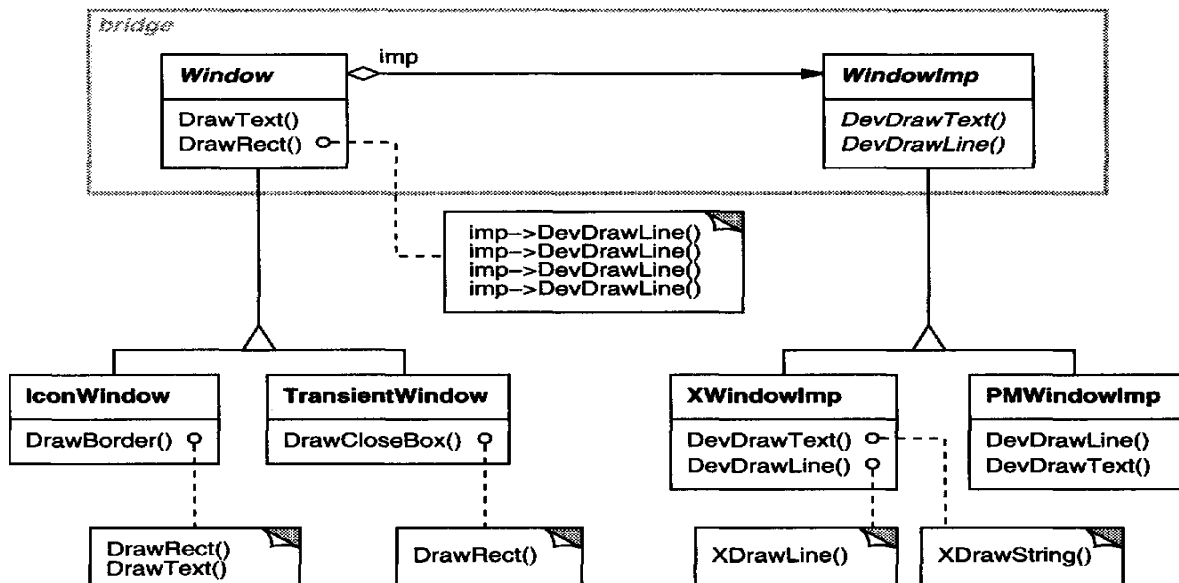 bridge
imp
Window
WindowImp
DrawText()
DrawRect()
DevDrawText()
DevDrawLine()
imp->DevDrawLine()
imp->DevDrawLine()
imp->DevDrawLine()
imp->DevDrawLine()
IconWindow
DrawBorder()
TransientWindow
DrawCloseBox()
XWindowImp
DevDrawText()
DevDrawLine()
PMWindowImp
DevDrawLine()
DevDrawText()
DrawRect()
DrawText()
DrawRect()
XDrawLine()
XDrawString()